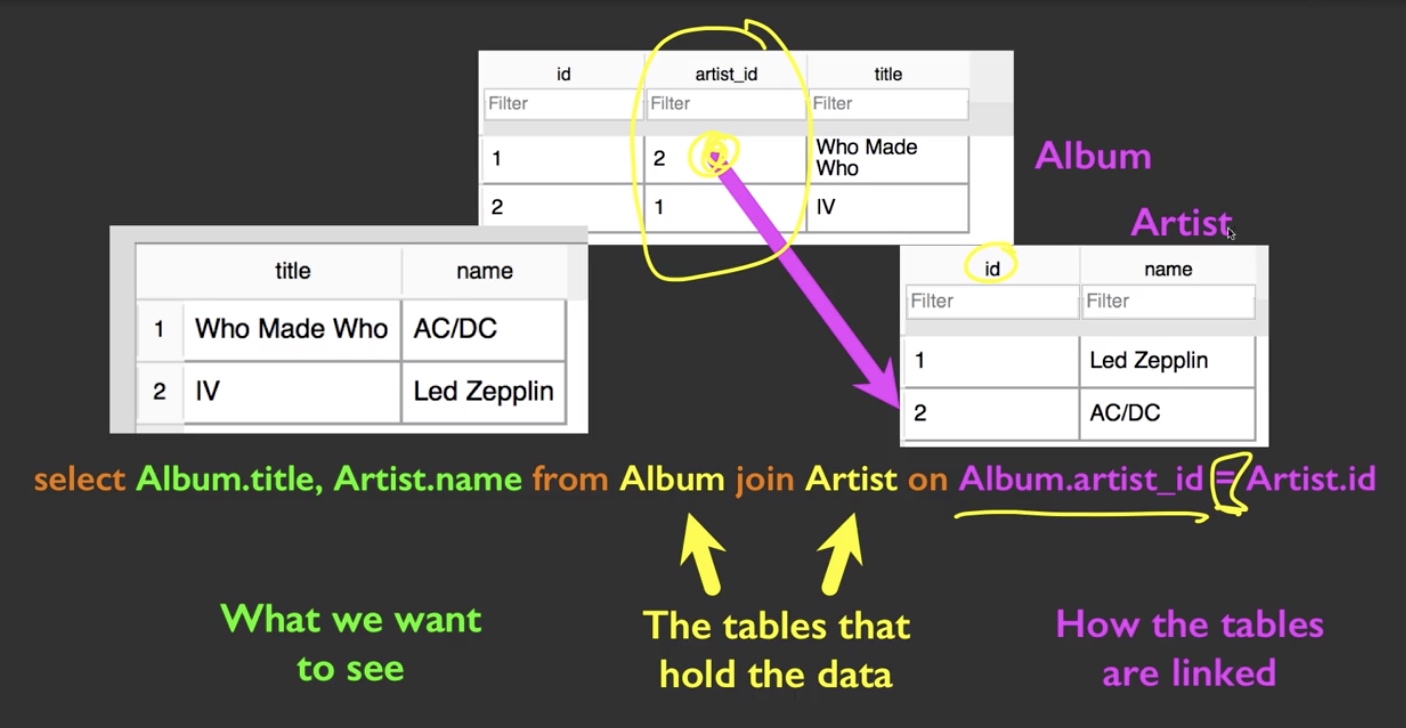 id artist_id title
Filter Filter Filter
1 2 Who Made Who
2 1 IV
Album
Artist
title name
1 Who Made Who AC/DC
2 IV Led Zepplin
id name
Filter Filter
1 Led Zepplin
2 AC/DC
select Album.title, Artist.name from Album join Artist on Album.artist_id = Artist.id
What we want
to see
The tables that
hold the data
How the tables
are linked